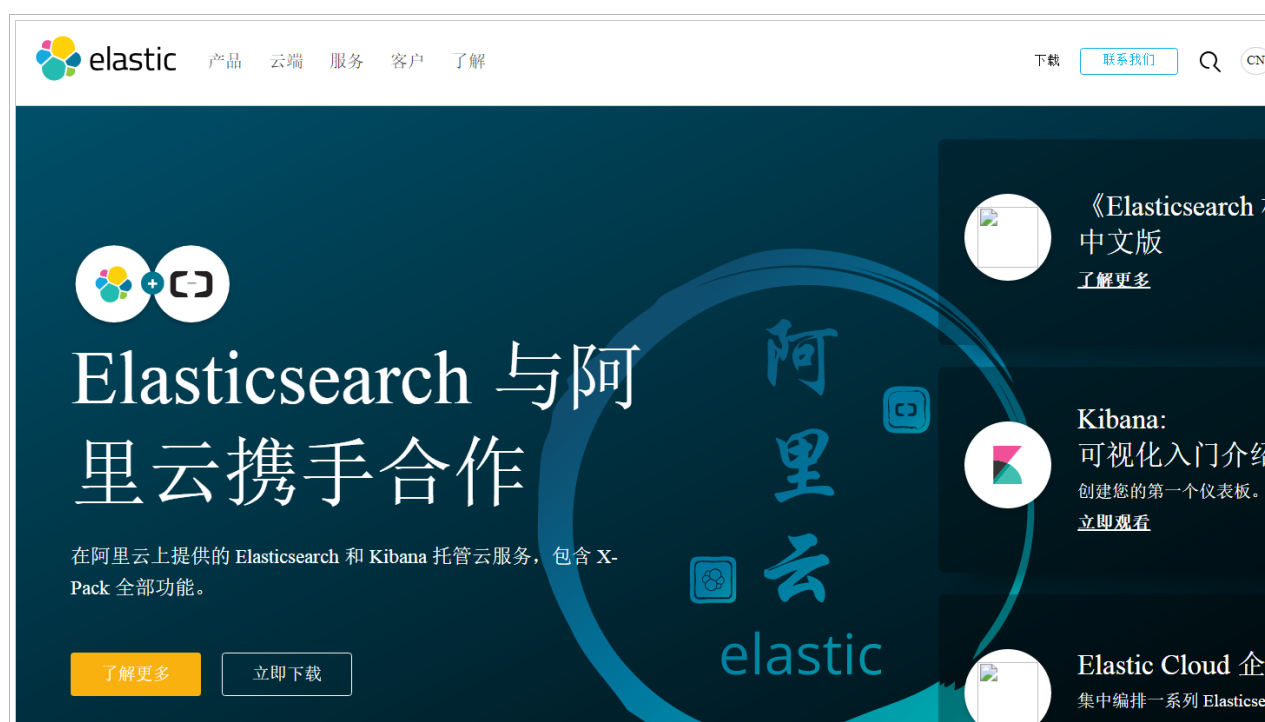 elastic 产品 云端 服务 客户 了解 下载 联系我们 CN
Elasticsearch 与阿
里云携手合作
在阿里云上提供的 Elasticsearch 和 Kibana 托管云服务，包含 X-
Pack 全部功能。
了解更多 立即下载
阿
里
云
elastic
《Elasticsearch
中文版
了解更多
Kibana:
可视化入门介绍
创建您的第一个仪表板。
立即观看
Elastic Cloud 企
集中编排一系列 Elasticse